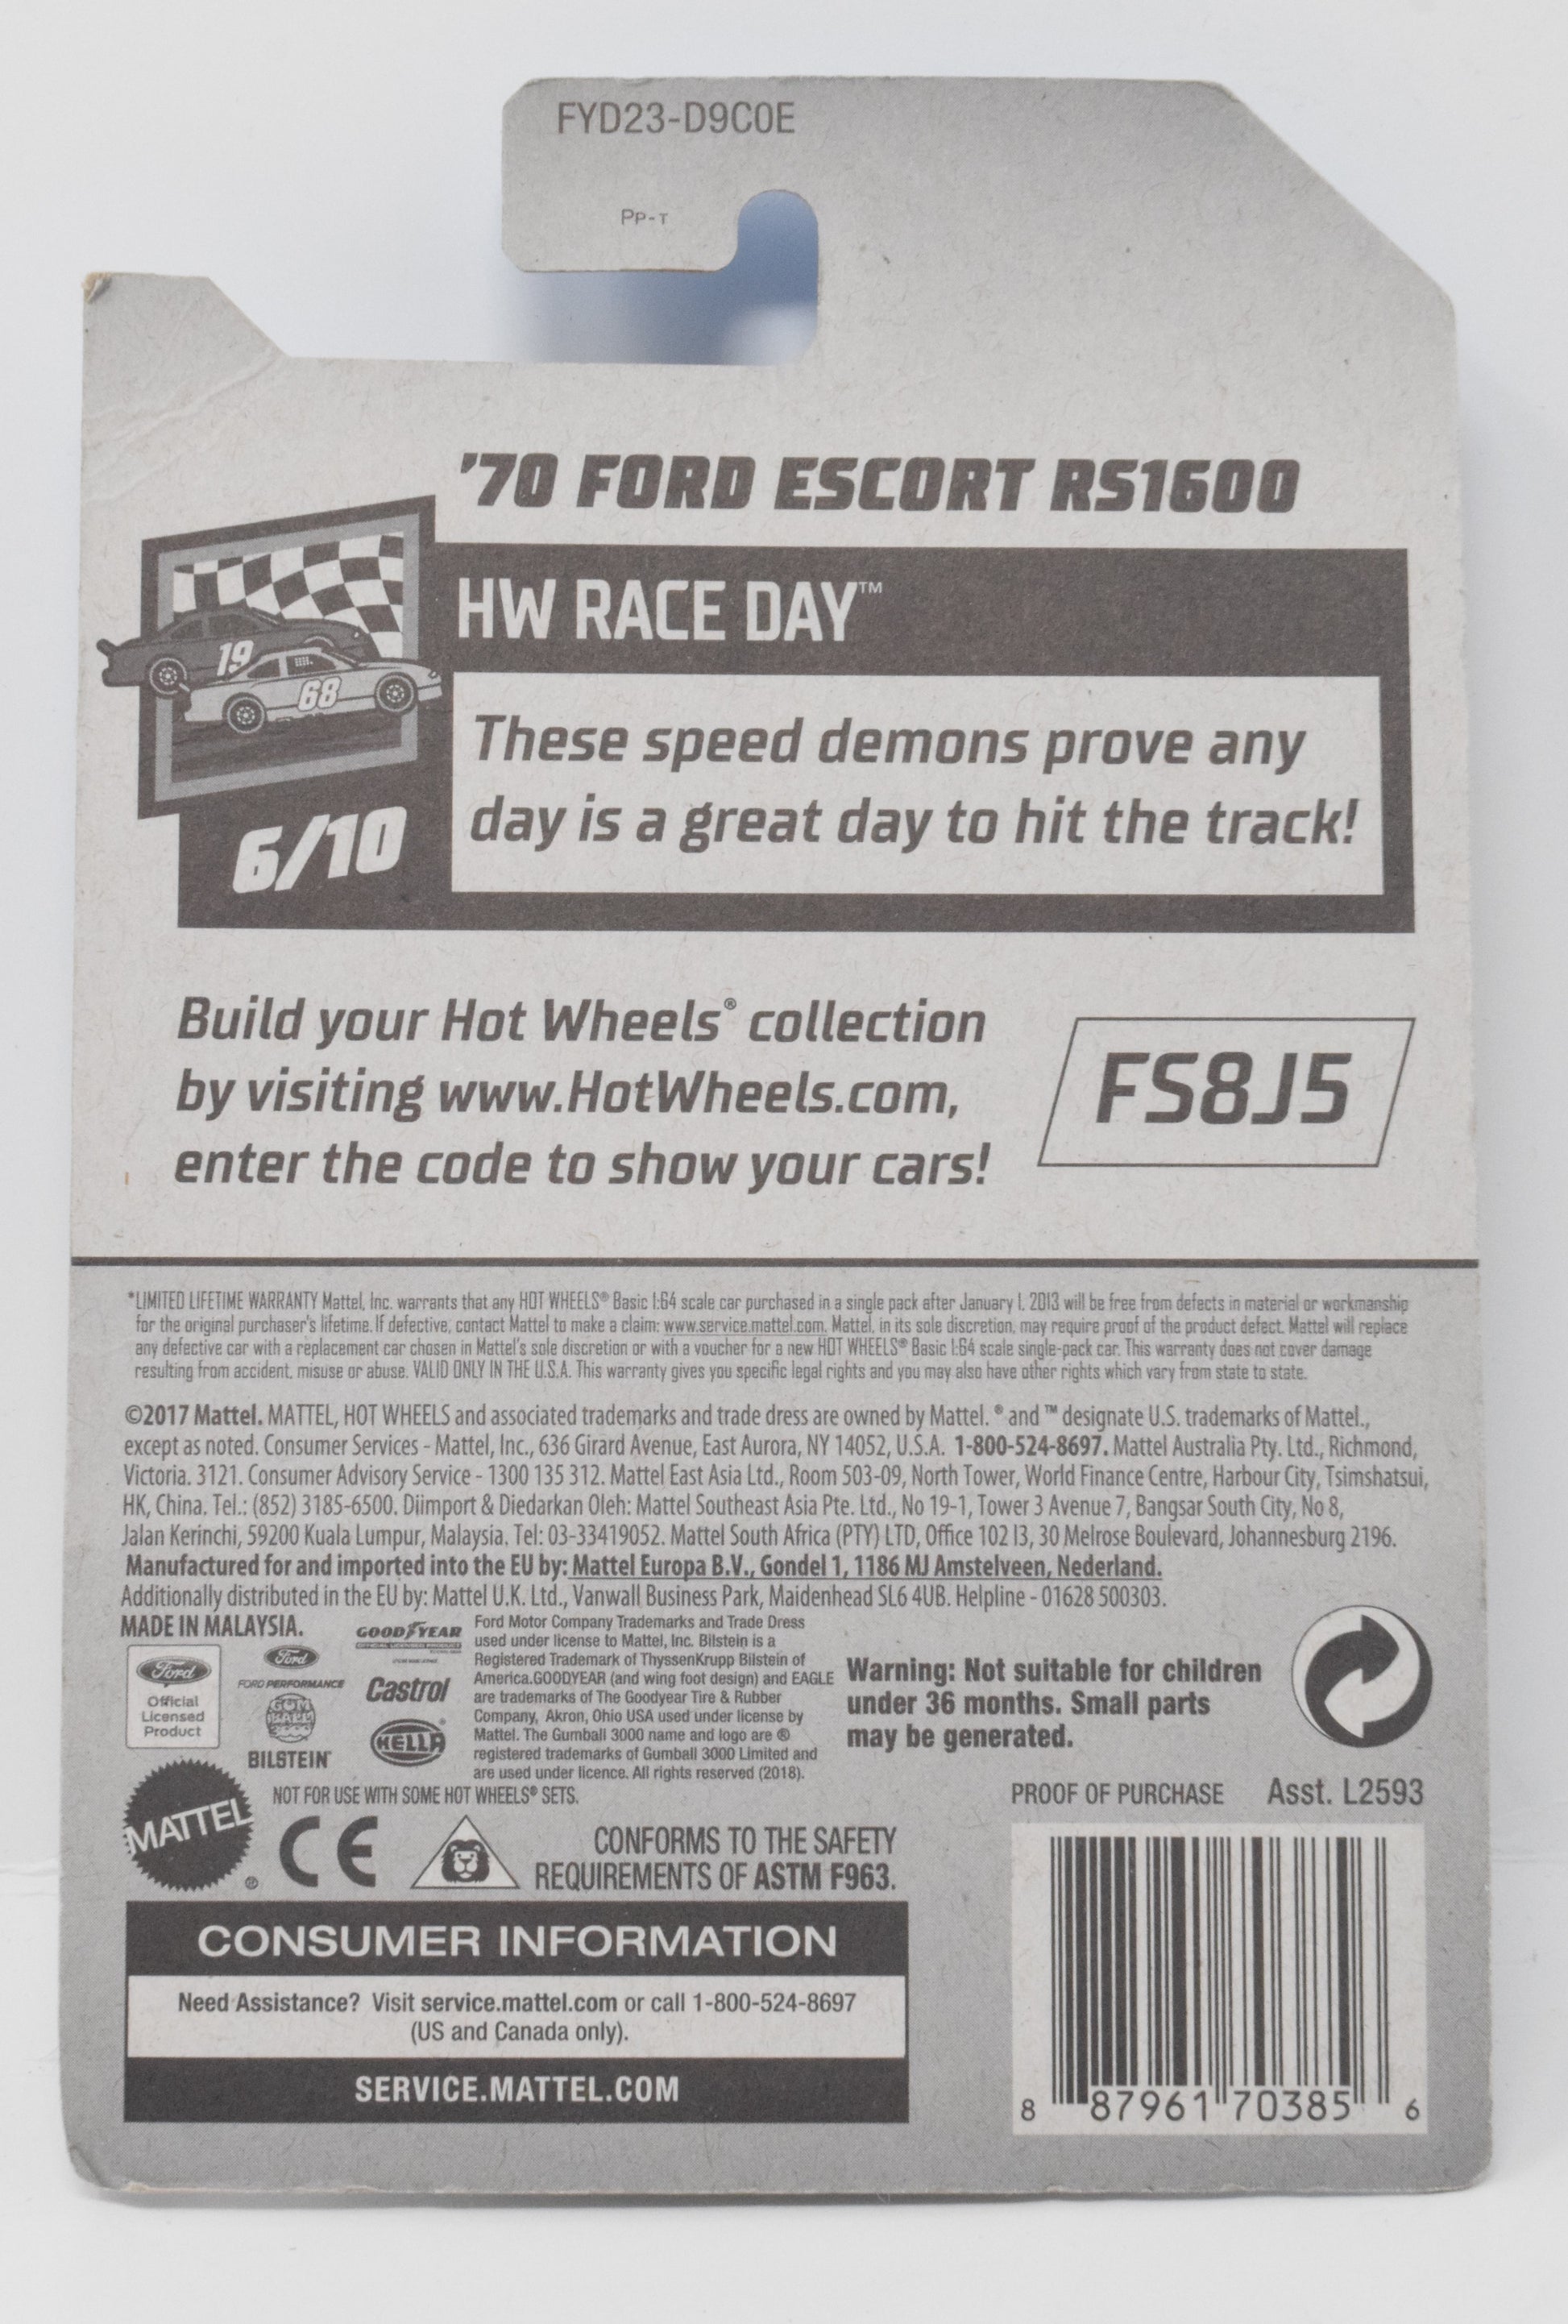 FYD23-D9C0E
PP-T
'70 FORD ESCORT RS1600
HW RACE DAY™
19
68
6/10
These speed demons prove any
day is a great day to hit the track!
Build your Hot Wheels® collection
by visiting www.HotWheels.com,
enter the code to show your cars!
FS8J5
*LIMITED LIFETIME WARRANTY Mattel, Inc. warrants that any HOT WHEELS® Basic 1:64 scale car purchased in a single pack after January 1, 2013 will be free from defects in material or workmanship
for the original purchaser's lifetime. If defective, contact Mattel to make a claim: www.service.mattel.com. Mattel, in its sole discretion, may require proof of the product defect. Mattel will replace
any defective car with a replacement car chosen in Mattel's sole discretion or with a voucher for a new HOT WHEELS® Basic 1:64 scale single-pack car. This warranty does not cover damage
resulting from accident, misuse or abuse. VALID ONLY IN THE U.S.A. This warranty gives you specific legal rights and you may also have other rights which vary from state to state.
©2017 Mattel. MATTEL, HOT WHEELS and associated trademarks and trade dress are owned by Mattel. ® and ™ designate U.S. trademarks of Mattel.,
except as noted. Consumer Services - Mattel, Inc., 636 Girard Avenue, East Aurora, NY 14052, U.S.A. 1-800-524-8697. Mattel Australia Pty. Ltd., Richmond,
Victoria. 3121. Consumer Advisory Service - 1300 135 312. Mattel East Asia Ltd., Room 503-09, North Tower, World Finance Centre, Harbour City, Tsimshatsui,
HK, China. Tel.: (852) 3185-6500. Diimport & Diedarkan Oleh: Mattel Southeast Asia Pte. Ltd., No 19-1, Tower 3 Avenue 7, Bangsar South City, No 8,
Jalan Kerinchi, 59200 Kuala Lumpur, Malaysia. Tel: 03-33419052. Mattel South Africa (PTY) LTD, Office 102 I3, 30 Melrose Boulevard, Johannesburg 2196.
Manufactured for and imported into the EU by: Mattel Europa B.V., Gondel 1, 1186 MJ Amstelveen, Nederland.
Additionally distributed in the EU by: Mattel U.K. Ltd., Vanwall Business Park, Maidenhead SL6 4UB. Helpline - 01628 500303.
MADE IN MALAYSIA.
Ford
Official
Licensed
Product
Ford
FORD PERFORMANCE
GUM
BALL
3000
BILSTEIN
GOODYEAR
Castrol
HELLA®
Ford Motor Company Trademarks and Trade Dress
used under license to Mattel, Inc. Bilstein is a
Registered Trademark of ThyssenKrupp Bilstein of
America.GOODYEAR (and wing foot design) and EAGLE
are trademarks of The Goodyear Tire & Rubber
Company, Akron, Ohio USA used under license by
Mattel. The Gumball 3000 name and logo are ®
registered trademarks of Gumball 3000 Limited and
are used under licence. All rights reserved (2018).
Warning: Not suitable for children
under 36 months. Small parts
may be generated.
NOT FOR USE WITH SOME HOT WHEELS® SETS.
MATTEL®
CE
CONFORMS TO THE SAFETY
REQUIREMENTS OF ASTM F963.
PROOF OF PURCHASE Asst. L2593
CONSUMER INFORMATION
Need Assistance? Visit service.mattel.com or call 1-800-524-8697
(US and Canada only).
SERVICE.MATTEL.COM
8 87961 70385 6